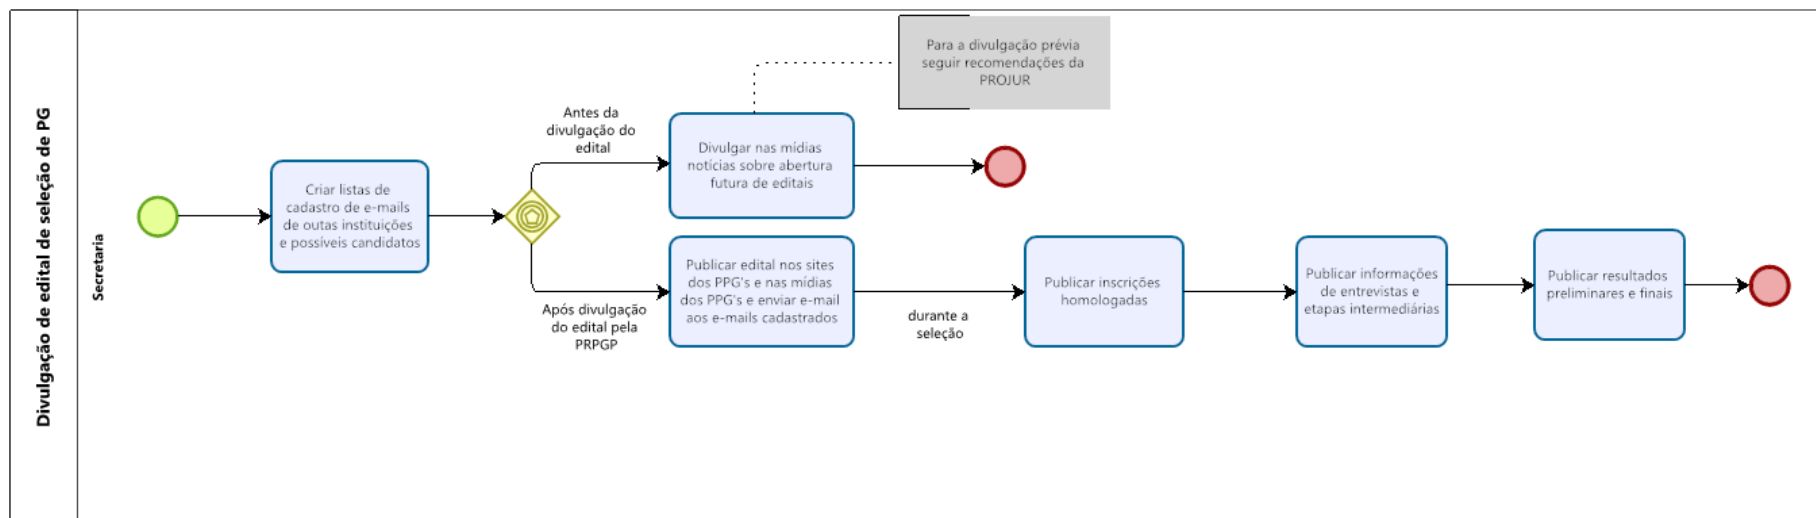 Divulgação de edital de seleção de PG
Secretaria
Criar listas de
cadastro de e-mails
de outas instituições
e possíveis candidatos
Antes da
divulgação do
edital
Divulgar nas mídias
notícias sobre abertura
futura de editais
Para a divulgação prévia
seguir recomendações da
PROJUR
Após divulgação
do edital pela
PRPGP
Publicar edital nos sites
dos PPG's e nas mídias
dos PPG's e enviar e-mail
aos e-mails cadastrados
durante a
seleção
Publicar inscrições
homologadas
Publicar informações
de entrevistas e
etapas intermediárias
Publicar resultados
preliminares e finais